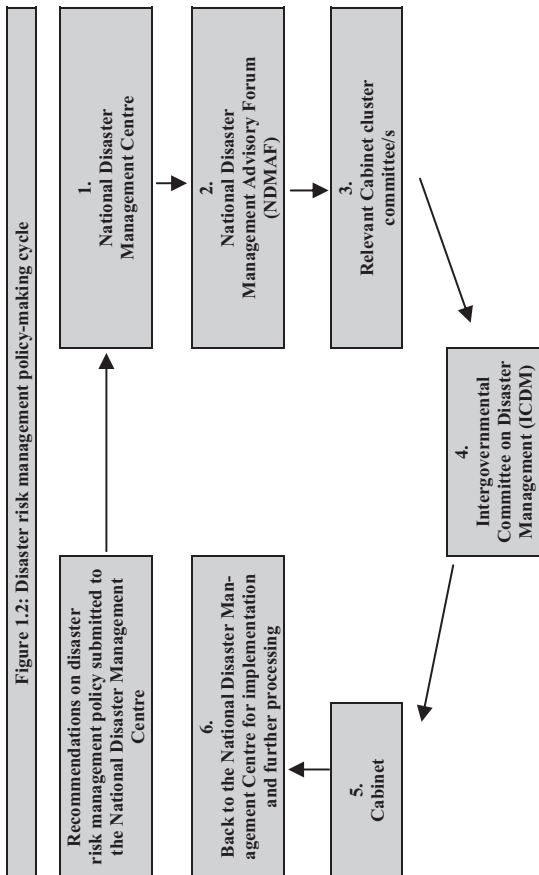 Figure 1.2: Disaster risk management policy-making cycle
Recommendations on disaster
risk management policy submitted to
the National Disaster Management
Centre
1.
National Disaster
Management Centre
2.
National Disaster
Management Advisory Forum
(NDMAF)
3.
Relevant Cabinet cluster
committee/s
4.
Intergovernmental
Committee on Disaster
Management (ICDM)
5.
Cabinet
6.
Back to the National Disaster Man-
agement Centre for implementation
and further processing